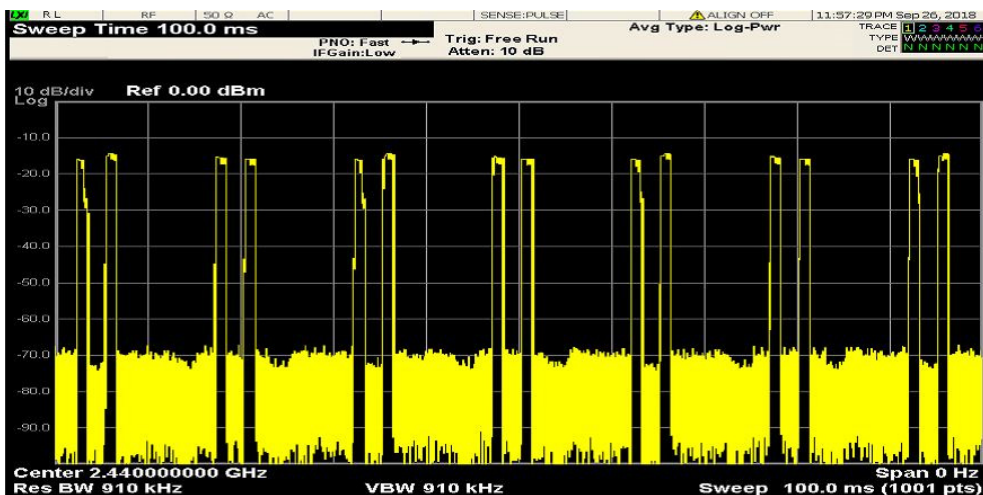 LXI RL RF 50 Ω AC SENSE:PULSE ALIGN OFF 11:57:29 PM Sep 26, 2018
Sweep Time 100.0 ms Avg Type: Log-Pwr TRACE 1 2 3 4 5 6
PNO: Fast Trig: Free Run TYPE WWWWWW
IFGain:Low Atten: 10 dB DET N N N N N N
10 dB/div Ref 0.00 dBm
Log
-10.0
-20.0
-30.0
-40.0
-50.0
-60.0
-70.0
-80.0
-90.0
Center 2.440000000 GHz Span 0 Hz
Res BW 910 kHz VBW 910 kHz Sweep 100.0 ms (1001 pts)